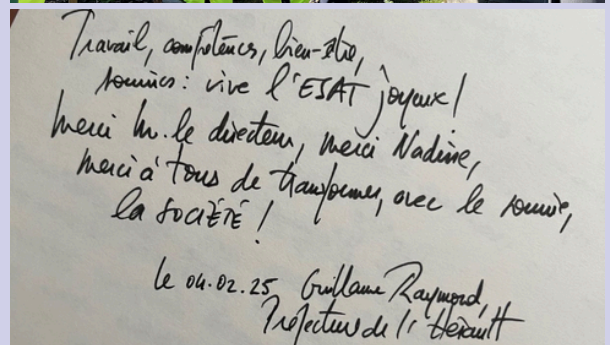 Travail, compétences, bien-être,
sourires : vive l'ESAT joyeux !
Merci M. le directeur, merci Nadine,
merci à tous de transformer, avec le sourire,
la SOCIÉTÉ !
le 04.02.25 Guillaume Raymond,
Préfecture de l'Hérault